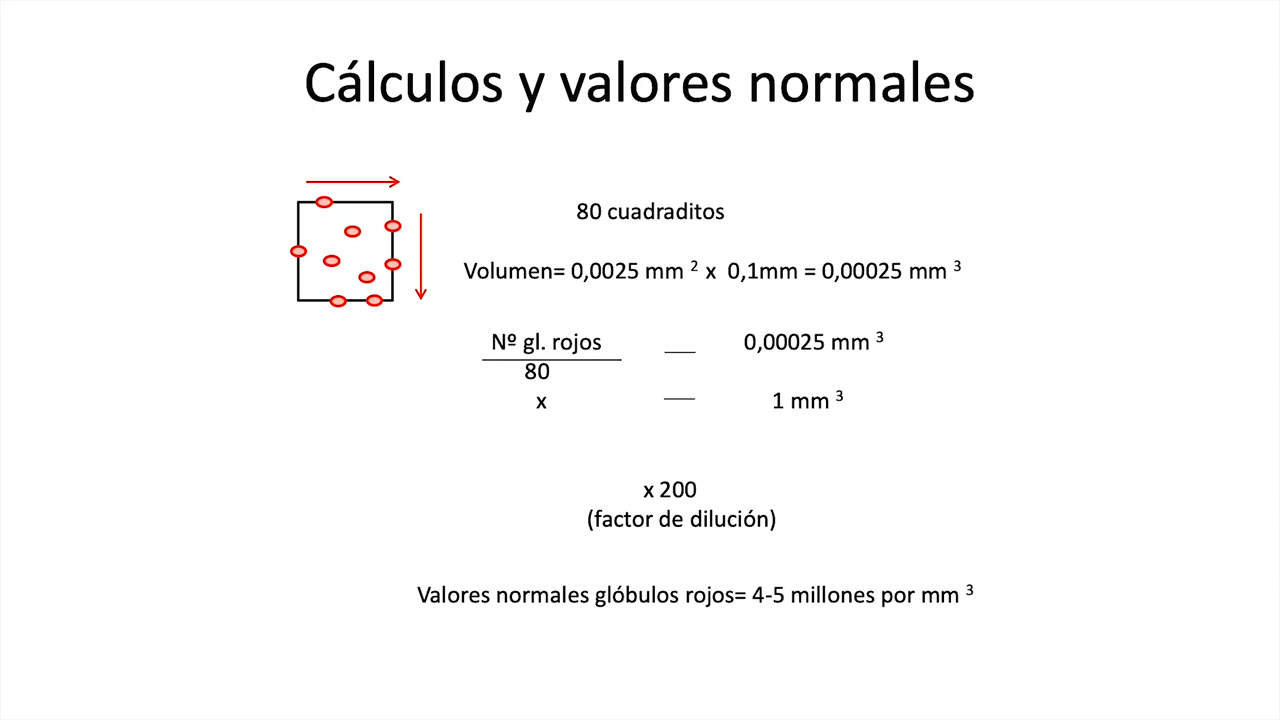 Cálculos y valores normales
80 cuadraditos
Volumen= 0,0025 mm ² x 0,1mm = 0,00025 mm ³
Nº gl. rojos — 0,00025 mm ³
80
x — 1 mm ³
x 200
(factor de dilución)
Valores normales glóbulos rojos= 4-5 millones por mm ³